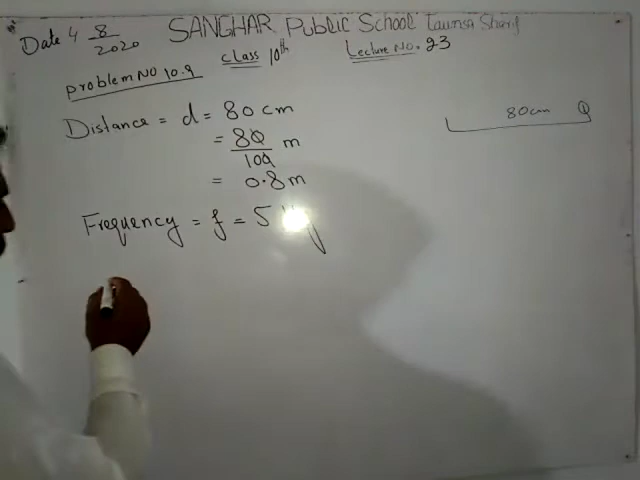 Date 4 8/2020 SANGHAR Public School Taunsa Sharif
Class 10th Lecture No. 23
problem No 10.9
Distance = d = 80 cm
80cm
= 80/100 m
= 0.8 m
Frequency = f = 5 Hz